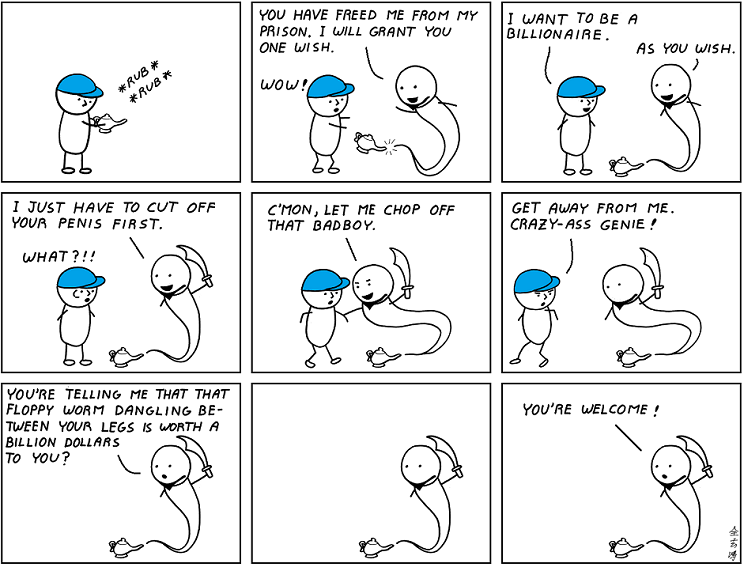 *RUB*
*RUB*
YOU HAVE FREED ME FROM MY
PRISON. I WILL GRANT YOU
ONE WISH.
WOW!
I WANT TO BE A
BILLIONAIRE.
AS YOU WISH.
I JUST HAVE TO CUT OFF
YOUR PENIS FIRST.
WHAT?!!
C'MON, LET ME CHOP OFF
THAT BADBOY.
GET AWAY FROM ME.
CRAZY-ASS GENIE!
YOU'RE TELLING ME THAT THAT
FLOPPY WORM DANGLING BE-
TWEEN YOUR LEGS IS WORTH A
BILLION DOLLARS
TO YOU?
YOU'RE WELCOME!